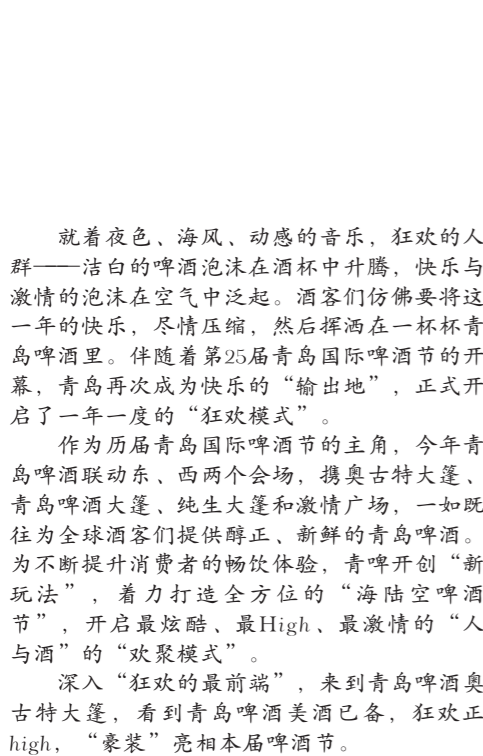 就着夜色、海风、动感的音乐，狂欢的人
群——洁白的啤酒泡沫在酒杯中升腾，快乐与
激情的泡沫在空气中泛起。酒客们仿佛要将这
一年的快乐，尽情压缩，然后挥洒在一杯杯青
岛啤酒里。伴随着第25届青岛国际啤酒节的开
幕，青岛再次成为快乐的“输出地”，正式开
启了一年一度的“狂欢模式”。
作为历届青岛国际啤酒节的主角，今年青
岛啤酒联动东、西两个会场，携奥古特大篷、
青岛啤酒大篷、纯生大篷和激情广场，一如既
往为全球酒客们提供醇正、新鲜的青岛啤酒。
为不断提升消费者的畅饮体验，青啤开创“新
玩法”，着力打造全方位的“海陆空啤酒
节”，开启最炫酷、最High、最激情的“人
与酒”的“欢聚模式”。
深入“狂欢的最前端”，来到青岛啤酒奥
古特大篷，看到青岛啤酒美酒已备，狂欢正
high，“豪装”亮相本届啤酒节。